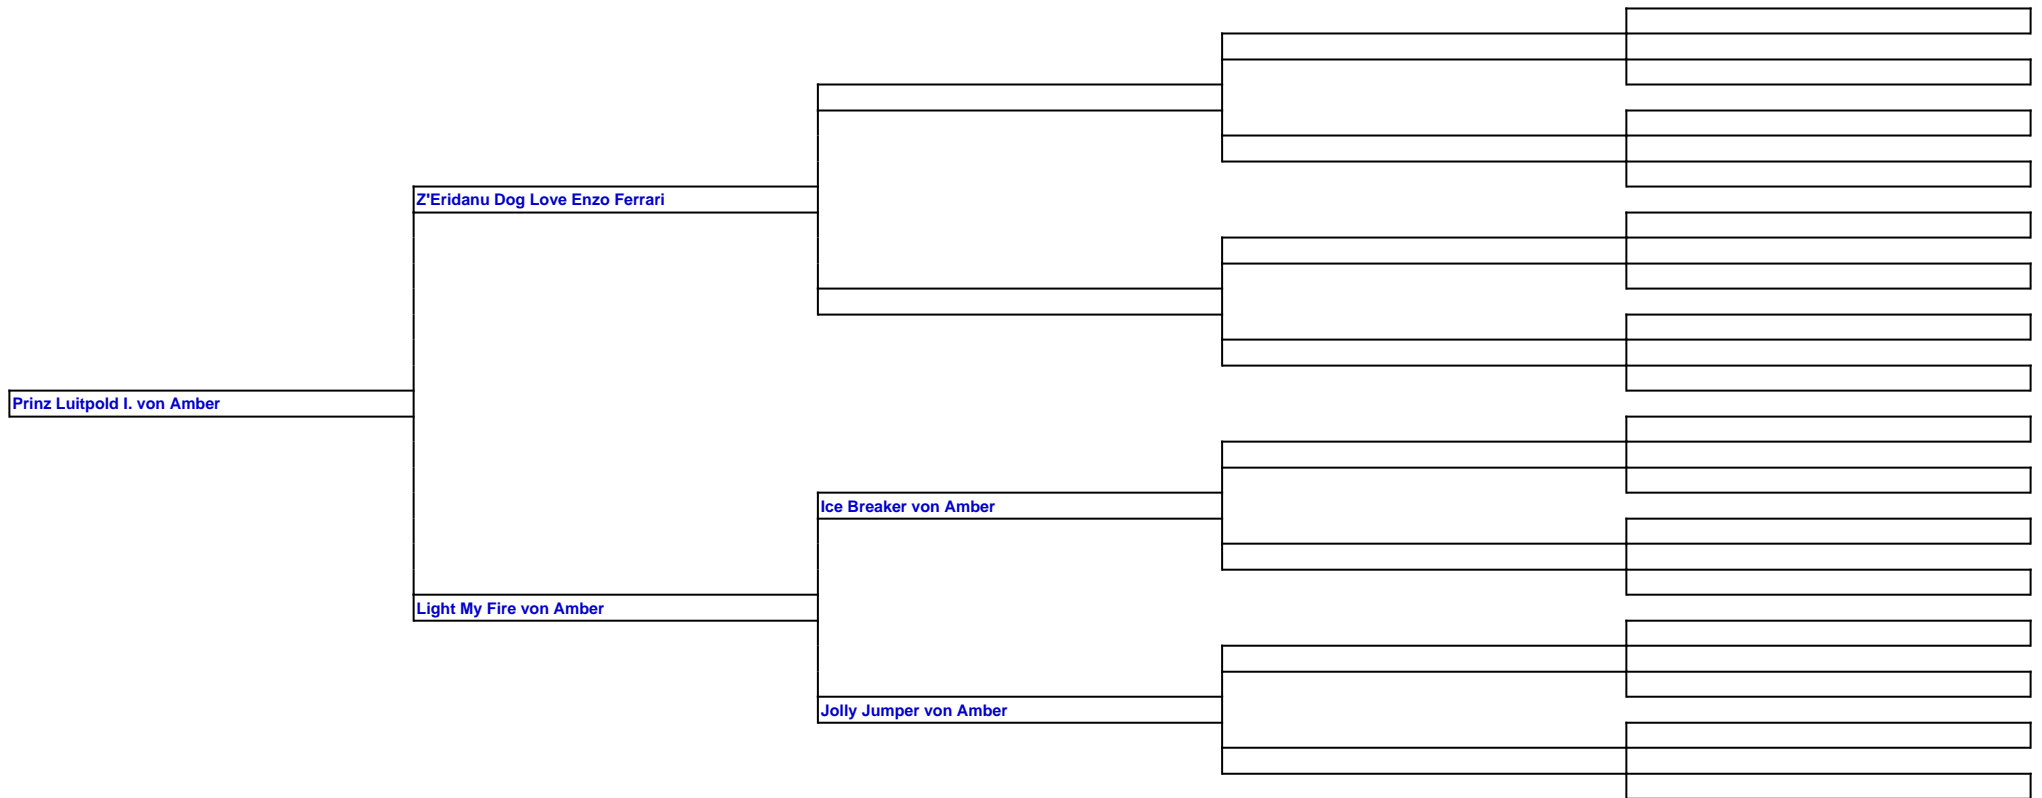 Z'Eridanu Dog Love Enzo Ferrari
Prinz Luitpold I. von Amber
Ice Breaker von Amber
Light My Fire von Amber
Jolly Jumper von Amber